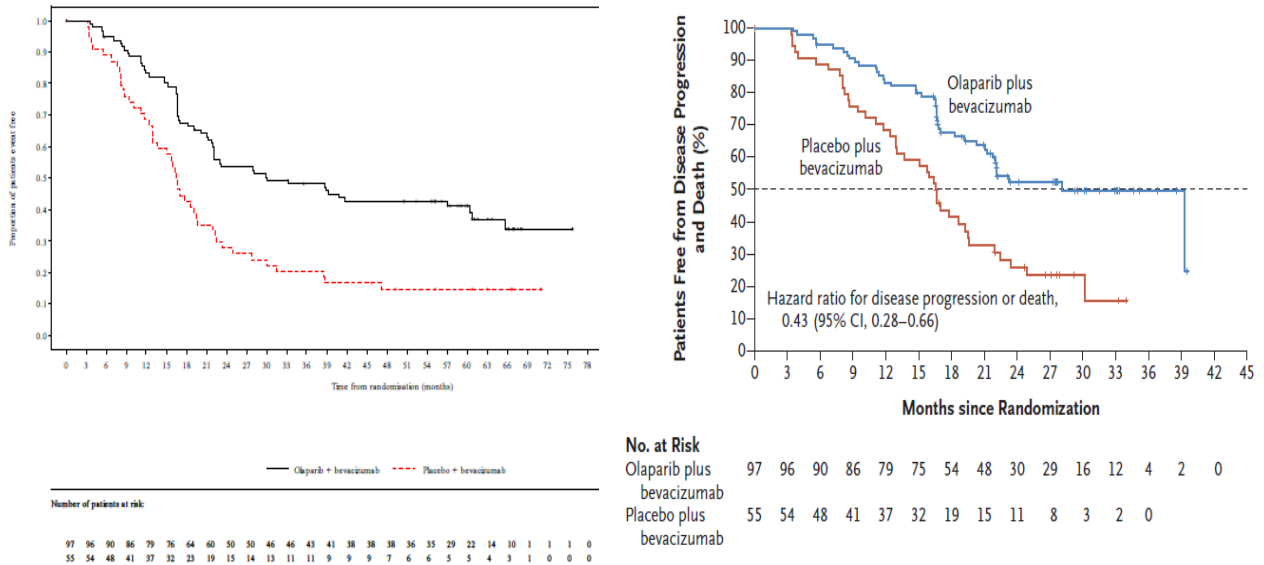 Proportion of patients event free
1.0
0.9
0.8
0.7
0.6
0.5
0.4
0.3
0.2
0.1
0.0
0 3 6 9 12 15 18 21 24 27 30 33 36 39 42 45 48 51 54 57 60 63 66 69 72 75 78
Time from randomisation (months)
Olaparib + bevacizumab Placebo + bevacizumab
Number of patients at risk:
97 96 90 86 79 76 64 60 50 50 46 46 43 41 38 38 38 36 35 29 22 14 10 1 1 1 0
55 54 48 41 37 32 23 19 15 14 13 11 11 9 9 9 7 6 6 5 5 4 3 1 0 0 0
Patients Free from Disease Progression
and Death (%)
100
90
80
70
60
50
40
30
20
10
0
Olaparib plus
bevacizumab
Placebo plus
bevacizumab
Hazard ratio for disease progression or death,
0.43 (95% CI, 0.28–0.66)
0 3 6 9 12 15 18 21 24 27 30 33 36 39 42 45
Months since Randomization
No. at Risk
Olaparib plus 97 96 90 86 79 75 54 48 30 29 16 12 4 2 0
bevacizumab
Placebo plus 55 54 48 41 37 32 19 15 11 8 3 2 0
bevacizumab